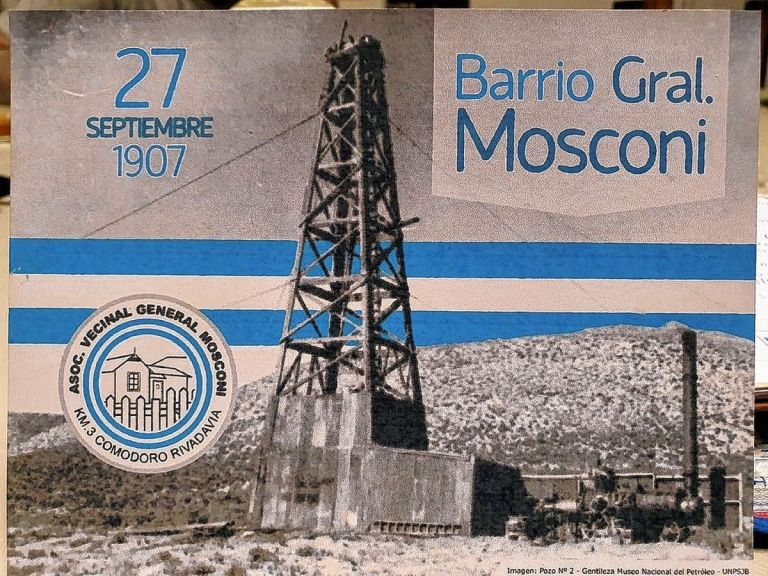 27
SEPTIEMBRE
1907
Barrio Gral.
Mosconi
ASOC. VECINAL GENERAL MOSCONI
KM.3 COMODORO RIVADAVIA
Imagen: Pozo Nº 2 - Gentileza Museo Nacional del Petróleo - UNPSJB